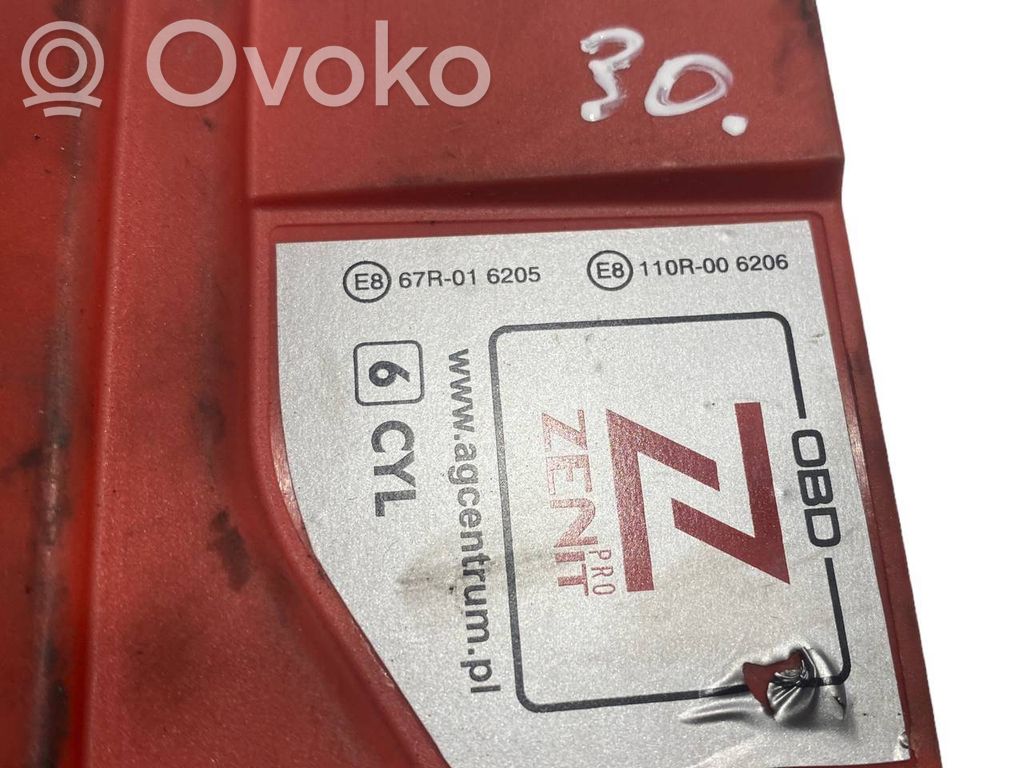 Ovoko
30.
E8 67R-01 6205
E8 110R-00 6206
6 CYL
www.agcentrum.pl
ZENIT
PRO
OBD